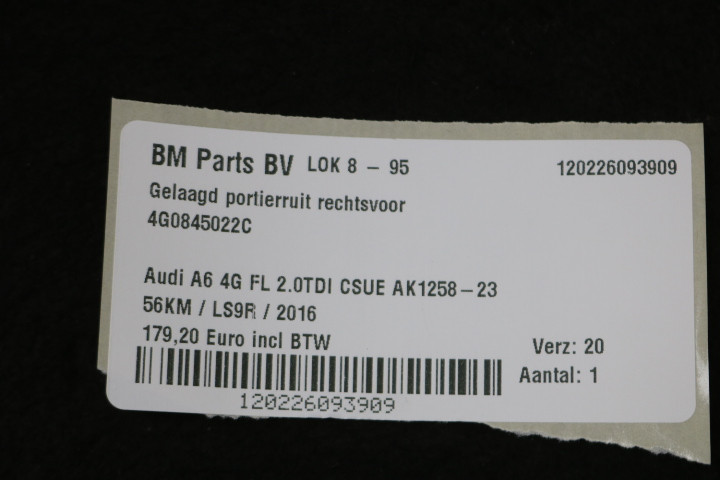 BM Parts BV LOK 8 - 95 120226093909
Gelaagd portierruit rechtsvoor
4G0845022C
Audi A6 4G FL 2.0TDI CSUE AK1258-23
56KM / LS9R / 2016
179,20 Euro incl BTW
Verz: 20
Aantal: 1
120226093909